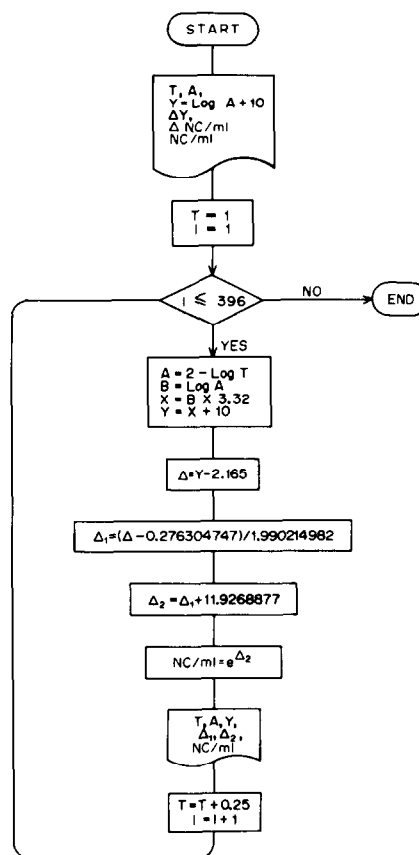 START
T, A,
Y=Log A+10
ΔY,
Δ NC/ml
NC/ml
T = 1
I = 1
I ≤ 396
NO
END
YES
A = 2 - Log T
B = Log A
X = B X 3.32
Y = X + 10
Δ=Y-2.165
Δ₁=(Δ-0.276304747)/1.990214982
Δ₂=Δ₁+11.9268877
NC/ml=e^Δ₂
T, A, Y,
Δ₁, Δ₂,
NC/ml
T=T+0.25
I=I+1